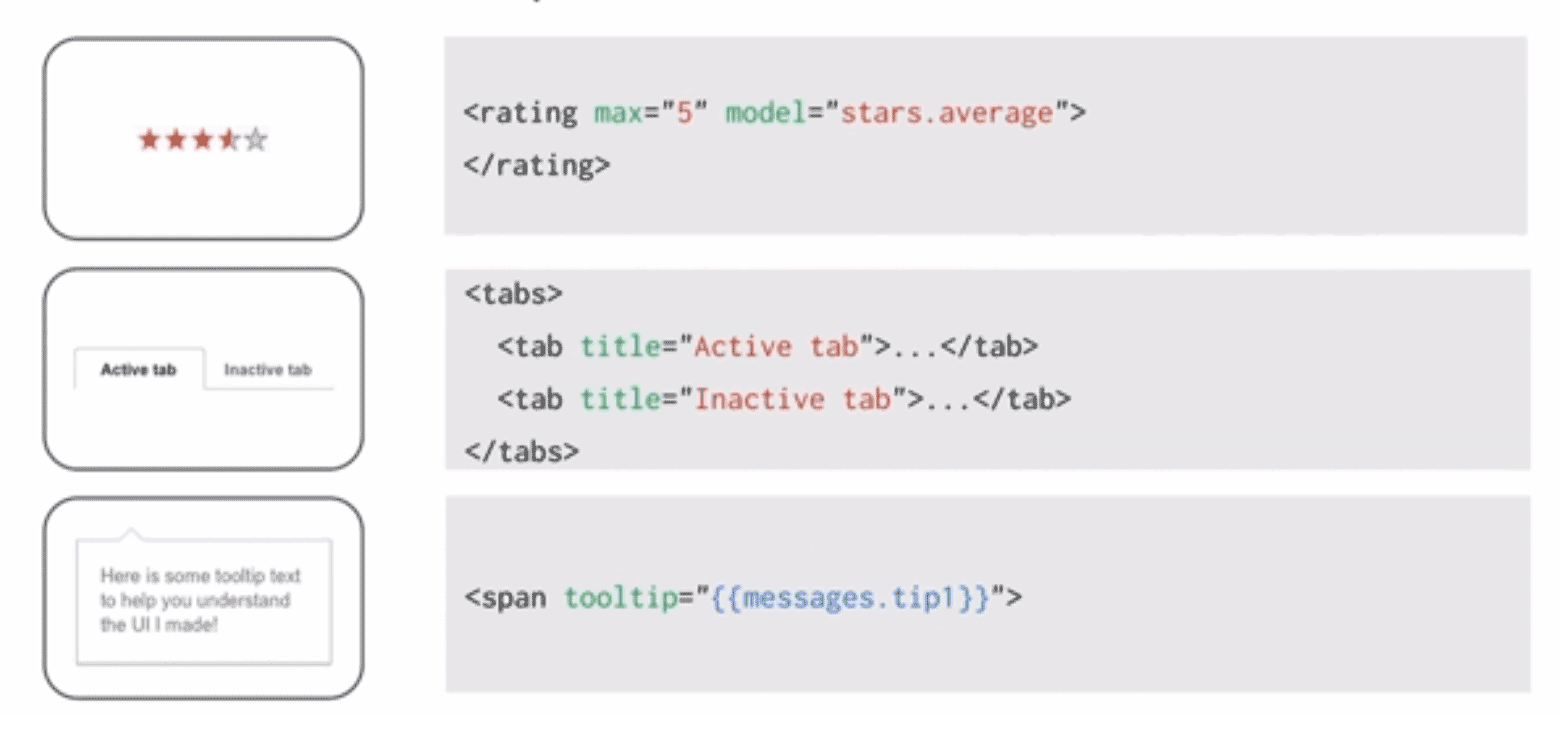 <rating max="5" model="stars.average">
</rating>
Active tab Inactive tab
<tabs>
<tab title="Active tab">...</tab>
<tab title="Inactive tab">...</tab>
</tabs>
Here is some tooltip text
to help you understand
the UI I made!
<span tooltip="{{messages.tip1}}">